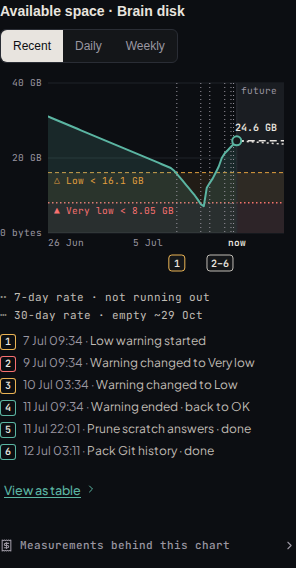 Available space · Brain disk
Recent Daily Weekly
40 GB
future
24.6 GB
20 GB
△ Low < 16.1 GB
▲ Very low < 8.05 GB
0 bytes
26 Jun 5 Jul now
1 2–6
7-day rate · not running out
30-day rate · empty ~29 Oct
1 7 Jul 09:34 · Low warning started
2 9 Jul 09:34 · Warning changed to Very low
3 10 Jul 03:34 · Warning changed to Low
4 11 Jul 09:34 · Warning ended · back to OK
5 11 Jul 22:01 · Prune scratch answers · done
6 12 Jul 03:11 · Pack Git history · done
View as table
Measurements behind this chart